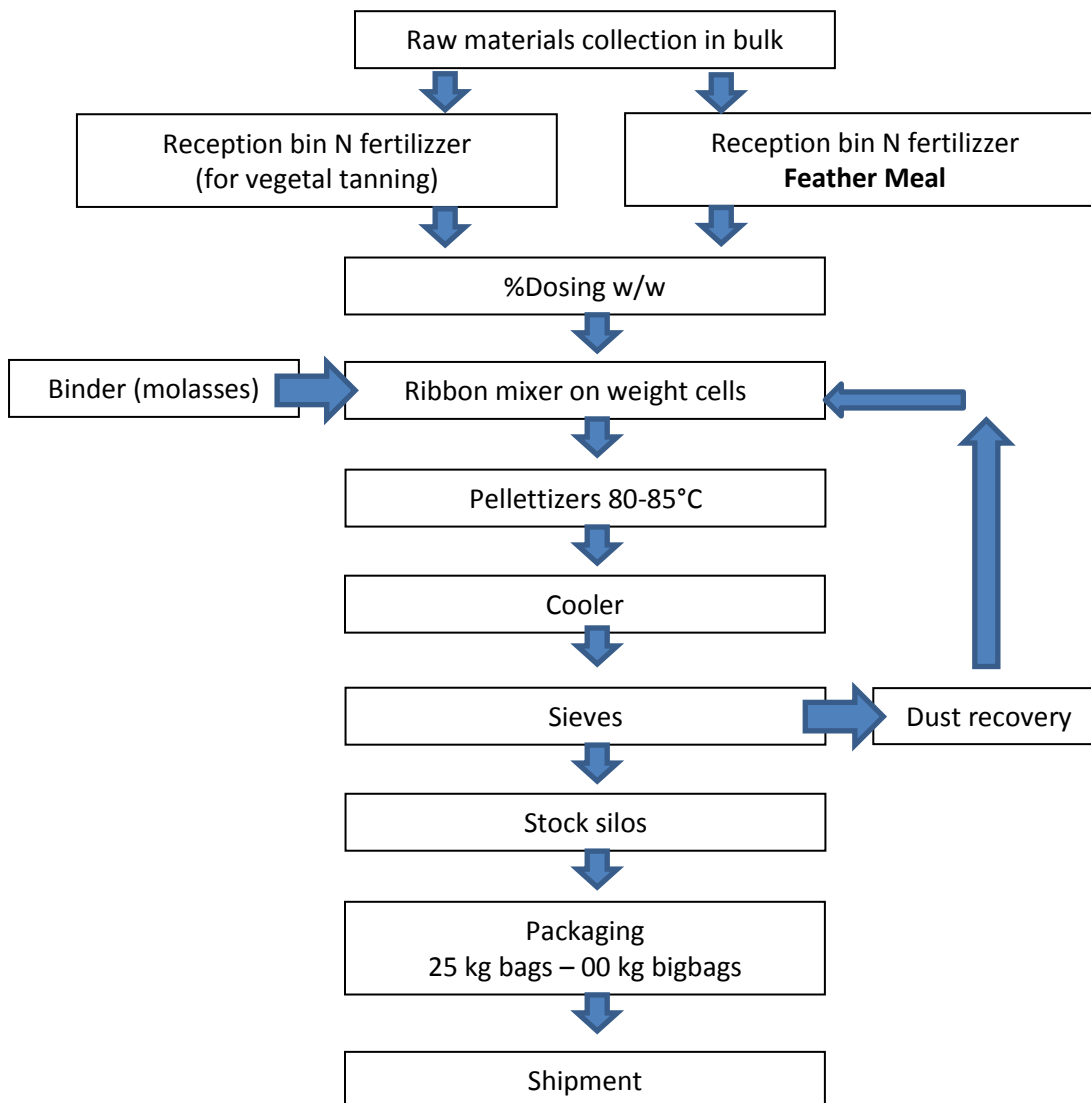 Raw materials collection in bulk
Reception bin N fertilizzer
(for vegetal tanning)
Reception bin N fertilizzer
Feather Meal
%Dosing w/w
Binder (molasses)
Ribbon mixer on weight cells
Pellettizers 80-85°C
Cooler
Sieves
Dust recovery
Stock silos
Packaging
25 kg bags – 00 kg bigbags
Shipment